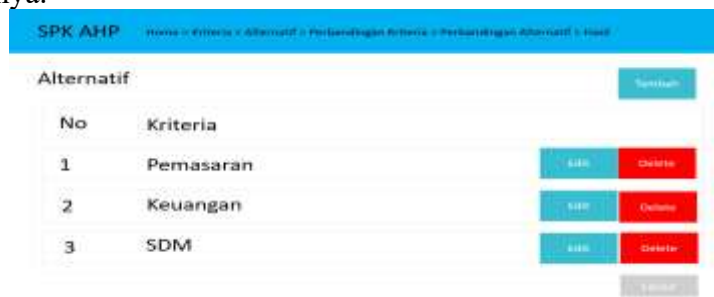 nya.
SPK AHP Home > Kriteria > Alternatif > Perbandingan Kriteria > Perbandingan Alternatif > Hasil
Alternatif Tambah
No Kriteria
1 Pemasaran Edit Delete
2 Keuangan Edit Delete
3 SDM Edit Delete